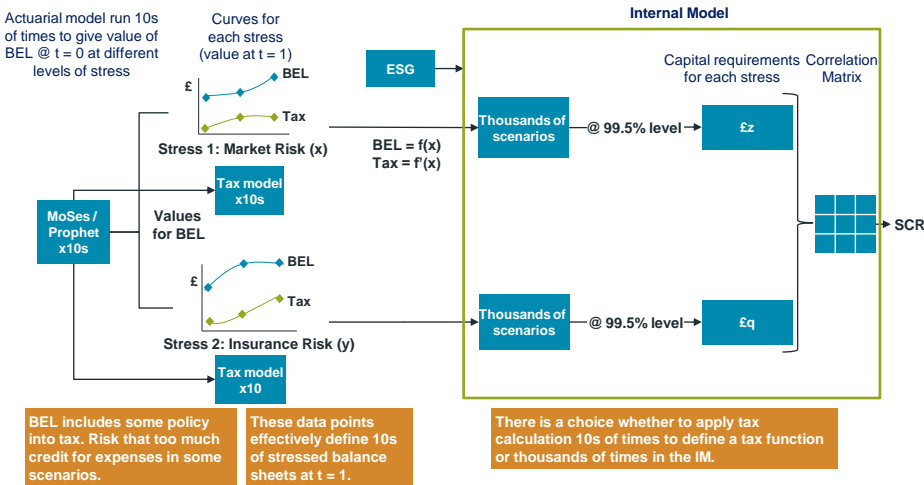 Actuarial model run 10s
of times to give value of
BEL @ t = 0 at different
levels of stress
Curves for
each stress
(value at t = 1)
Internal Model
£
BEL
Tax
Stress 1: Market Risk (x)
ESG
BEL = f(x)
Tax = f'(x)
Capital requirements
for each stress
Correlation
Matrix
Thousands of
scenarios
@ 99.5% level
£z
Tax model
x10s
MoSes /
Prophet
x10s
Values
for BEL
SCR
£
BEL
Tax
Stress 2: Insurance Risk (y)
Thousands of
scenarios
@ 99.5% level
£q
Tax model
x10
BEL includes some policy
into tax. Risk that too much
credit for expenses in some
scenarios.
These data points
effectively define 10s
of stressed balance
sheets at t = 1.
There is a choice whether to apply tax
calculation 10s of times to define a tax function
or thousands of times in the IM.